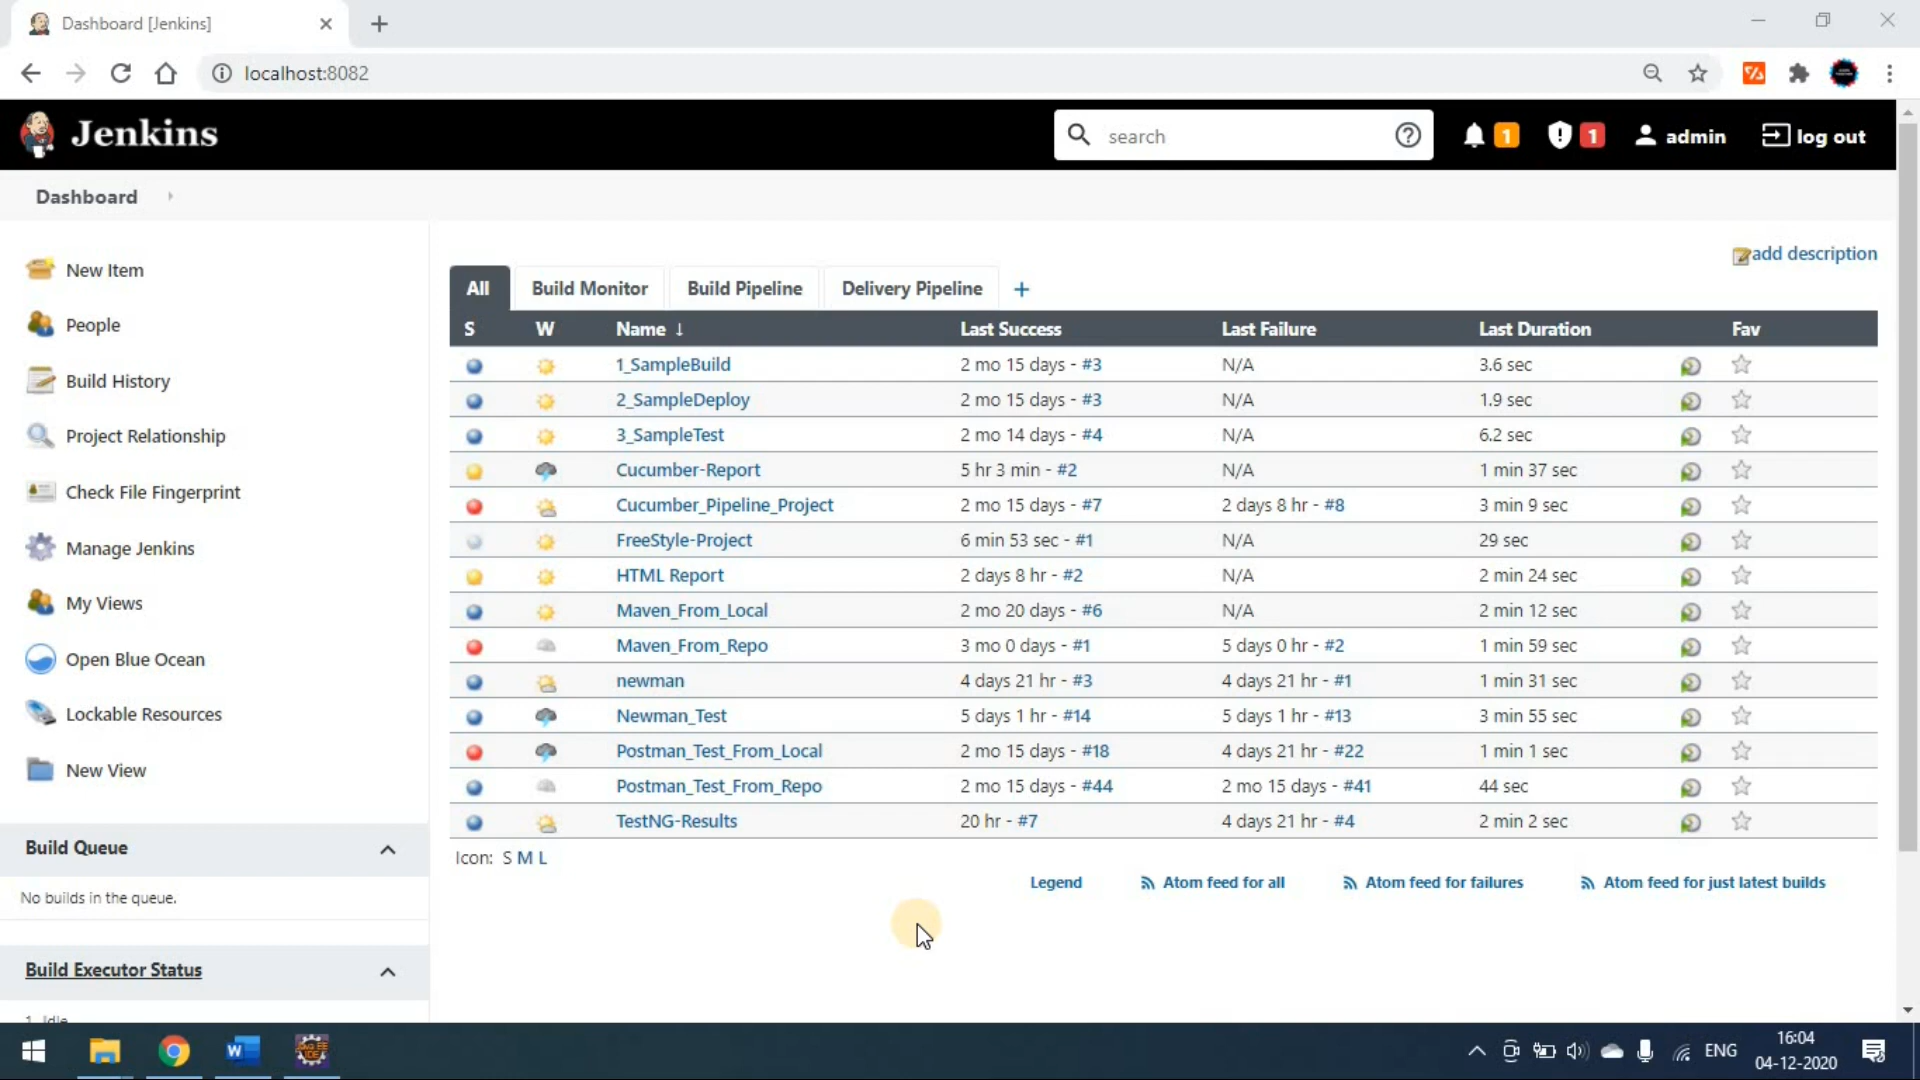 Dashboard [Jenkins]
localhost:8082
Jenkins
search
1
1
admin
log out
Dashboard
add description
New Item
People
Build History
Project Relationship
Check File Fingerprint
Manage Jenkins
My Views
Open Blue Ocean
Lockable Resources
New View
Build Queue
No builds in the queue.
Build Executor Status
1 Idle
All Build Monitor Build Pipeline Delivery Pipeline +
S W Name ↓ Last Success Last Failure Last Duration Fav
1_SampleBuild 2 mo 15 days - #3 N/A 3.6 sec
2_SampleDeploy 2 mo 15 days - #3 N/A 1.9 sec
3_SampleTest 2 mo 14 days - #4 N/A 6.2 sec
Cucumber-Report 5 hr 3 min - #2 N/A 1 min 37 sec
Cucumber_Pipeline_Project 2 mo 15 days - #7 2 days 8 hr - #8 3 min 9 sec
FreeStyle-Project 6 min 53 sec - #1 N/A 29 sec
HTML Report 2 days 8 hr - #2 N/A 2 min 24 sec
Maven_From_Local 2 mo 20 days - #6 N/A 2 min 12 sec
Maven_From_Repo 3 mo 0 days - #1 5 days 0 hr - #2 1 min 59 sec
newman 4 days 21 hr - #3 4 days 21 hr - #1 1 min 31 sec
Newman_Test 5 days 1 hr - #14 5 days 1 hr - #13 3 min 55 sec
Postman_Test_From_Local 2 mo 15 days - #18 4 days 21 hr - #22 1 min 1 sec
Postman_Test_From_Repo 2 mo 15 days - #44 2 mo 15 days - #41 44 sec
TestNG-Results 20 hr - #7 4 days 21 hr - #4 2 min 2 sec
Icon: S M L
Legend Atom feed for all Atom feed for failures Atom feed for just latest builds
ENG
16:04
04-12-2020